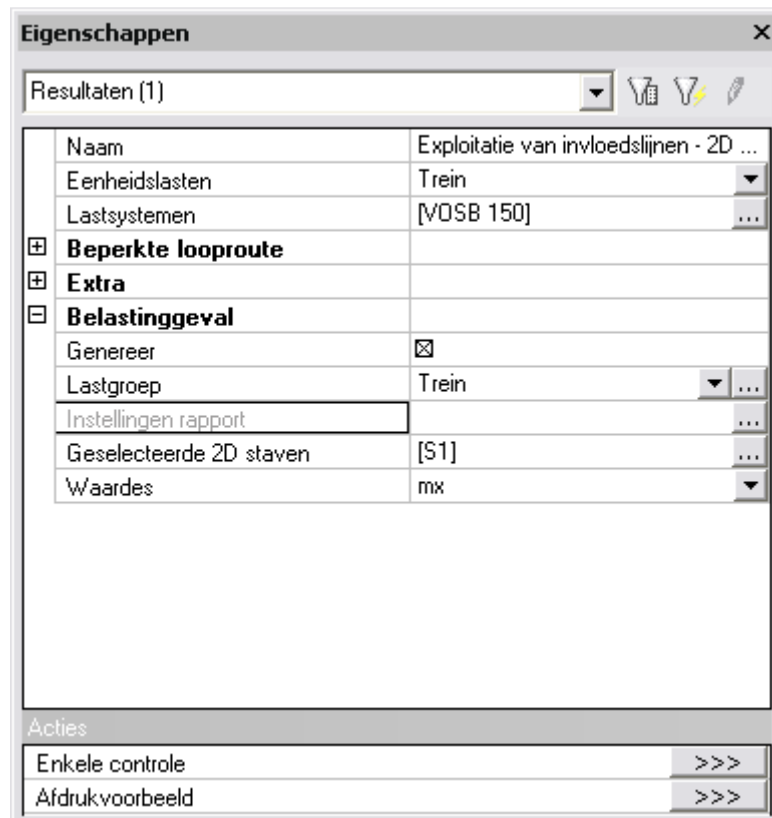 Eigenschappen
Resultaten (1)
Naam Exploitatie van invloedslijnen - 2D ...
Eenheidslasten Trein
Lastsystemen [VOSB 150] ...
Beperkte looproute
Extra
Belastinggeval
Genereer
Lastgroep Trein ...
Instellingen rapport ...
Geselecteerde 2D staven [S1] ...
Waardes mx
Acties
Enkele controle >>>
Afdrukvoorbeeld >>>